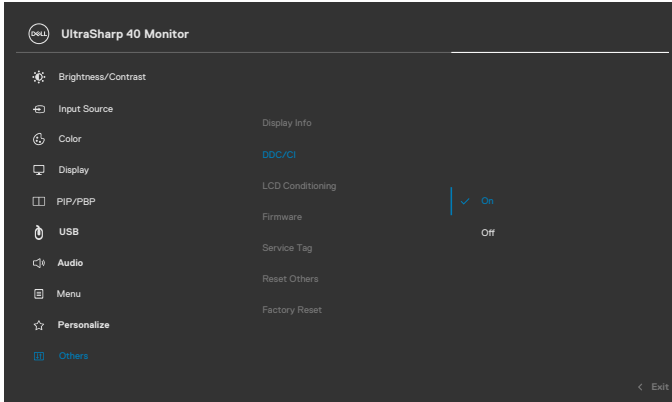 DELL
UltraSharp 40 Monitor
Brightness/Contrast
Input Source
Color
Display
PIP/PBP
USB
Audio
Menu
Personalize
Others
Display Info
DDC/CI
LCD Conditioning
Firmware
Service Tag
Reset Others
Factory Reset
On
Off
Exit